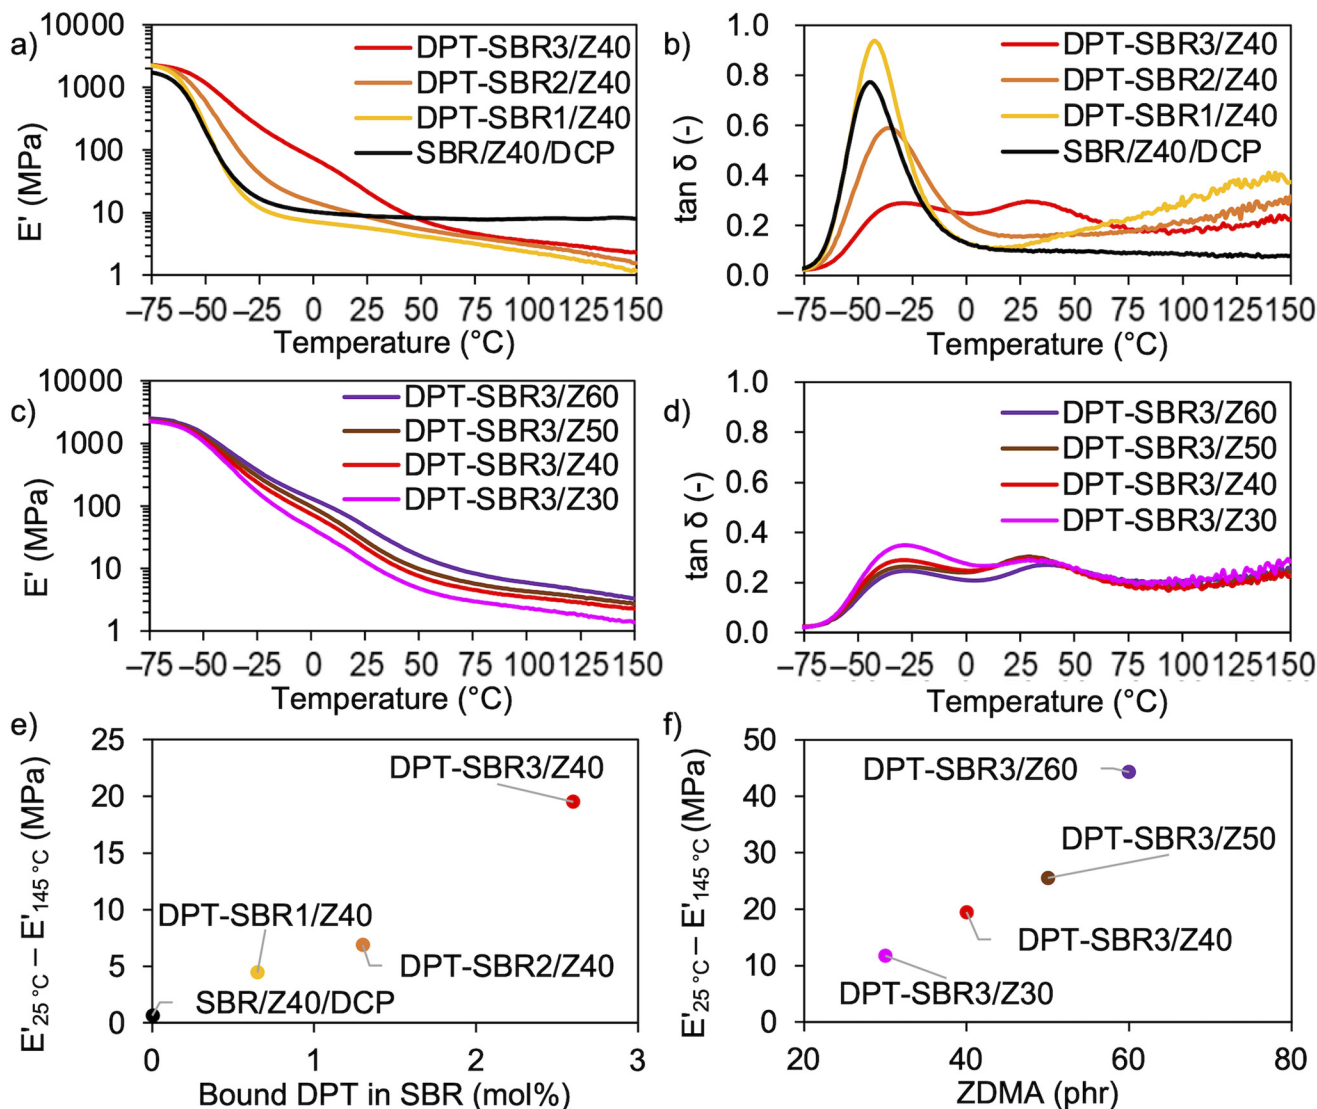 a)
10000
1000
100
10
1
E' (MPa)
DPT-SBR3/Z40
DPT-SBR2/Z40
DPT-SBR1/Z40
SBR/Z40/DCP
–75 –50 –25 0 25 50 75 100 125 150
Temperature (°C)
b)
1.0
0.8
0.6
0.4
0.2
0.0
tan δ (-)
DPT-SBR3/Z40
DPT-SBR2/Z40
DPT-SBR1/Z40
SBR/Z40/DCP
–75 –50 –25 0 25 50 75 100 125 150
Temperature (°C)
c)
10000
1000
100
10
1
E' (MPa)
DPT-SBR3/Z60
DPT-SBR3/Z50
DPT-SBR3/Z40
DPT-SBR3/Z30
–75 –50 –25 0 25 50 75 100 125 150
Temperature (°C)
d)
1.0
0.8
0.6
0.4
0.2
0.0
tan δ (-)
DPT-SBR3/Z60
DPT-SBR3/Z50
DPT-SBR3/Z40
DPT-SBR3/Z30
–75 –50 –25 0 25 50 75 100 125 150
Temperature (°C)
e)
25
20
15
10
5
0
E'25 °C – E'145 °C (MPa)
DPT-SBR3/Z40
DPT-SBR1/Z40
DPT-SBR2/Z40
SBR/Z40/DCP
0 1 2 3
Bound DPT in SBR (mol%)
f)
50
40
30
20
10
0
E'25 °C – E'145 °C (MPa)
DPT-SBR3/Z60
DPT-SBR3/Z50
DPT-SBR3/Z40
DPT-SBR3/Z30
20 40 60 80
ZDMA (phr)